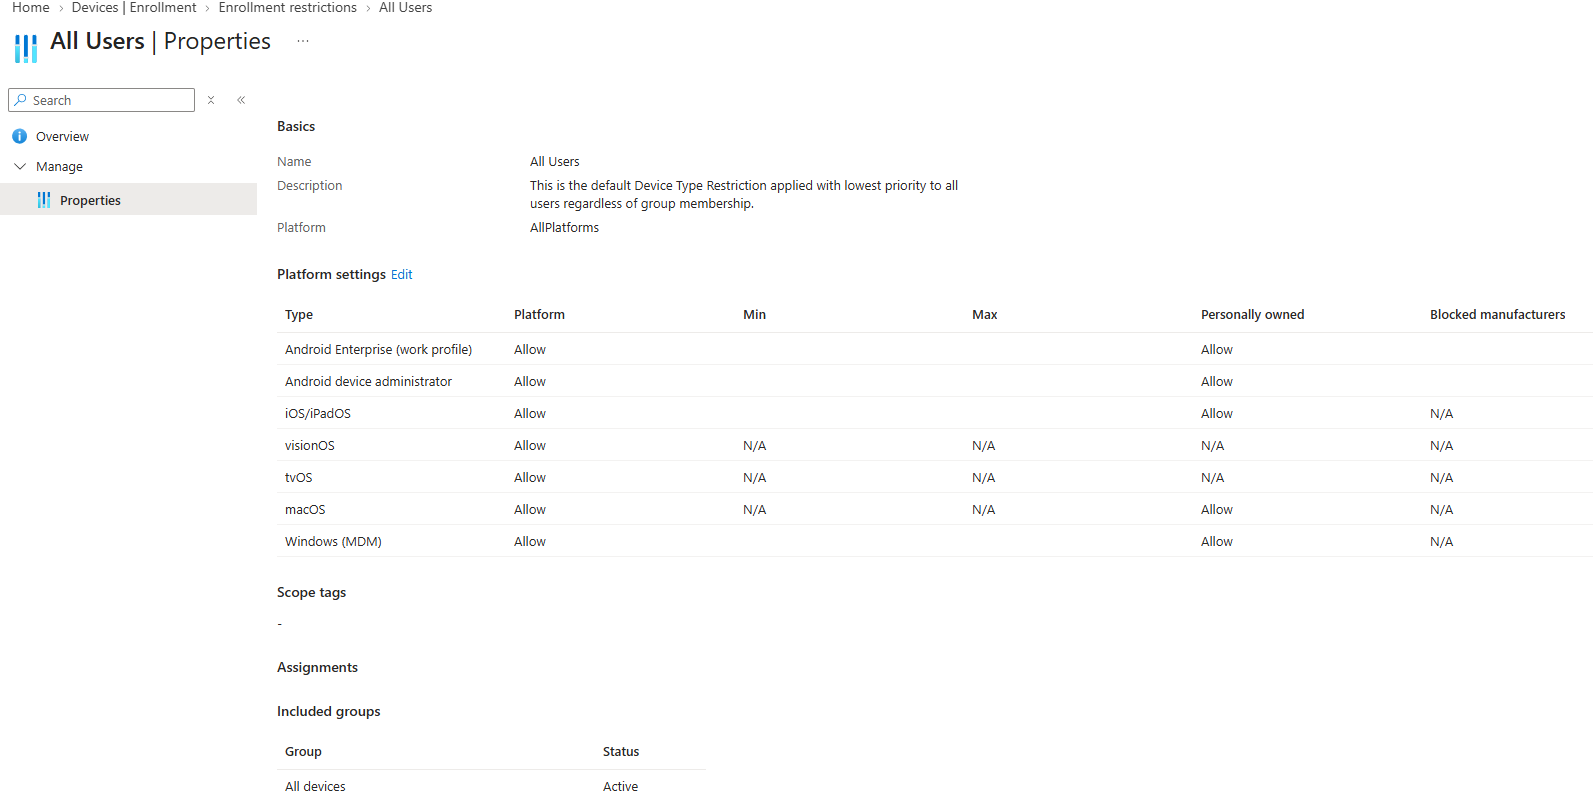 Home > Devices | Enrollment > Enrollment restrictions > All Users
All Users | Properties ...
Search
Overview
Manage
Properties
Basics
Name All Users
Description This is the default Device Type Restriction applied with lowest priority to all
users regardless of group membership.
Platform AllPlatforms
Platform settings Edit
Type Platform Min Max Personally owned Blocked manufacturers
Android Enterprise (work profile) Allow Allow
Android device administrator Allow Allow
iOS/iPadOS Allow Allow N/A
visionOS Allow N/A N/A N/A N/A
tvOS Allow N/A N/A N/A N/A
macOS Allow N/A N/A Allow N/A
Windows (MDM) Allow Allow N/A
Scope tags
-
Assignments
Included groups
Group Status
All devices Active